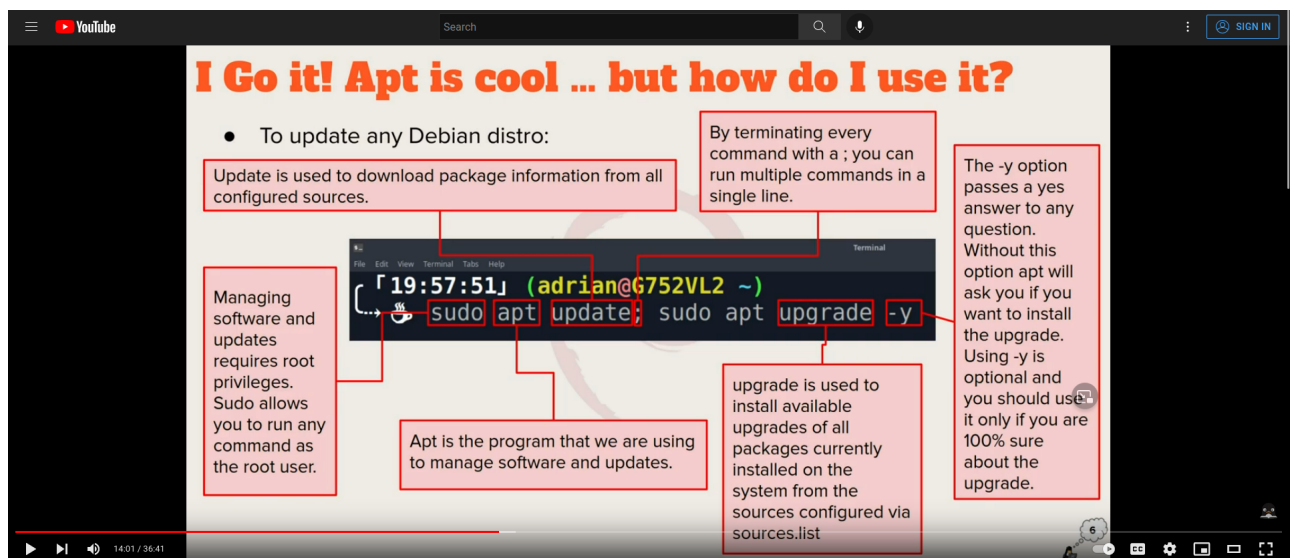 YouTube
Search
SIGN IN
I Go it! Apt is cool ... but how do I use it?
● To update any Debian distro:
Update is used to download package information from all
configured sources.
By terminating every
command with a ; you can
run multiple commands in a
single line.
The -y option
passes a yes
answer to any
question.
Without this
option apt will
ask you if you
want to install
the upgrade.
Using -y is
optional and
you should use
it only if you are
100% sure
about the
upgrade.
Terminal
File Edit View Terminal Tabs Help
「19:57:51」 (adrian@G752VL2 ~)
sudo apt update; sudo apt upgrade -y
Managing
software and
updates
requires root
privileges.
Sudo allows
you to run any
command as
the root user.
Apt is the program that we are using
to manage software and updates.
upgrade is used to
install available
upgrades of all
packages currently
installed on the
system from the
sources configured via
sources.list
6
14:01 / 36:41
CC